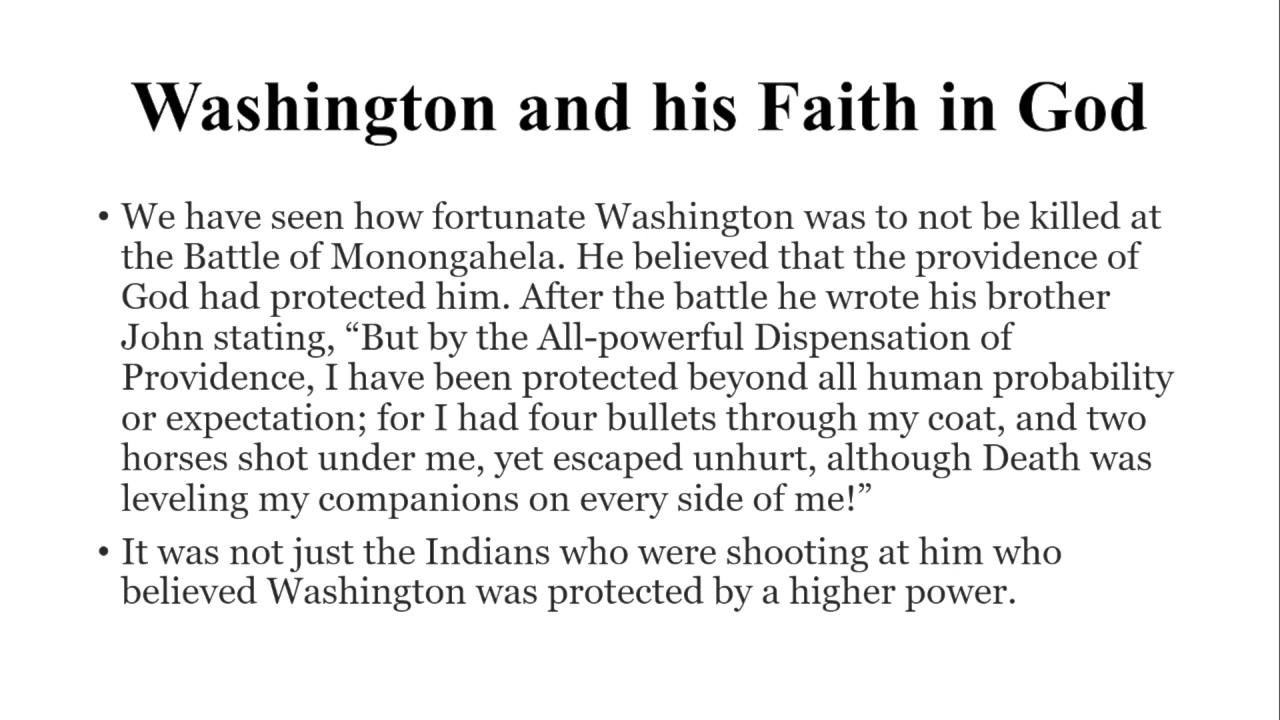 Washington and his Faith in God
• We have seen how fortunate Washington was to not be killed at
the Battle of Monongahela. He believed that the providence of
God had protected him. After the battle he wrote his brother
John stating, “But by the All-powerful Dispensation of
Providence, I have been protected beyond all human probability
or expectation; for I had four bullets through my coat, and two
horses shot under me, yet escaped unhurt, although Death was
leveling my companions on every side of me!”
• It was not just the Indians who were shooting at him who
believed Washington was protected by a higher power.